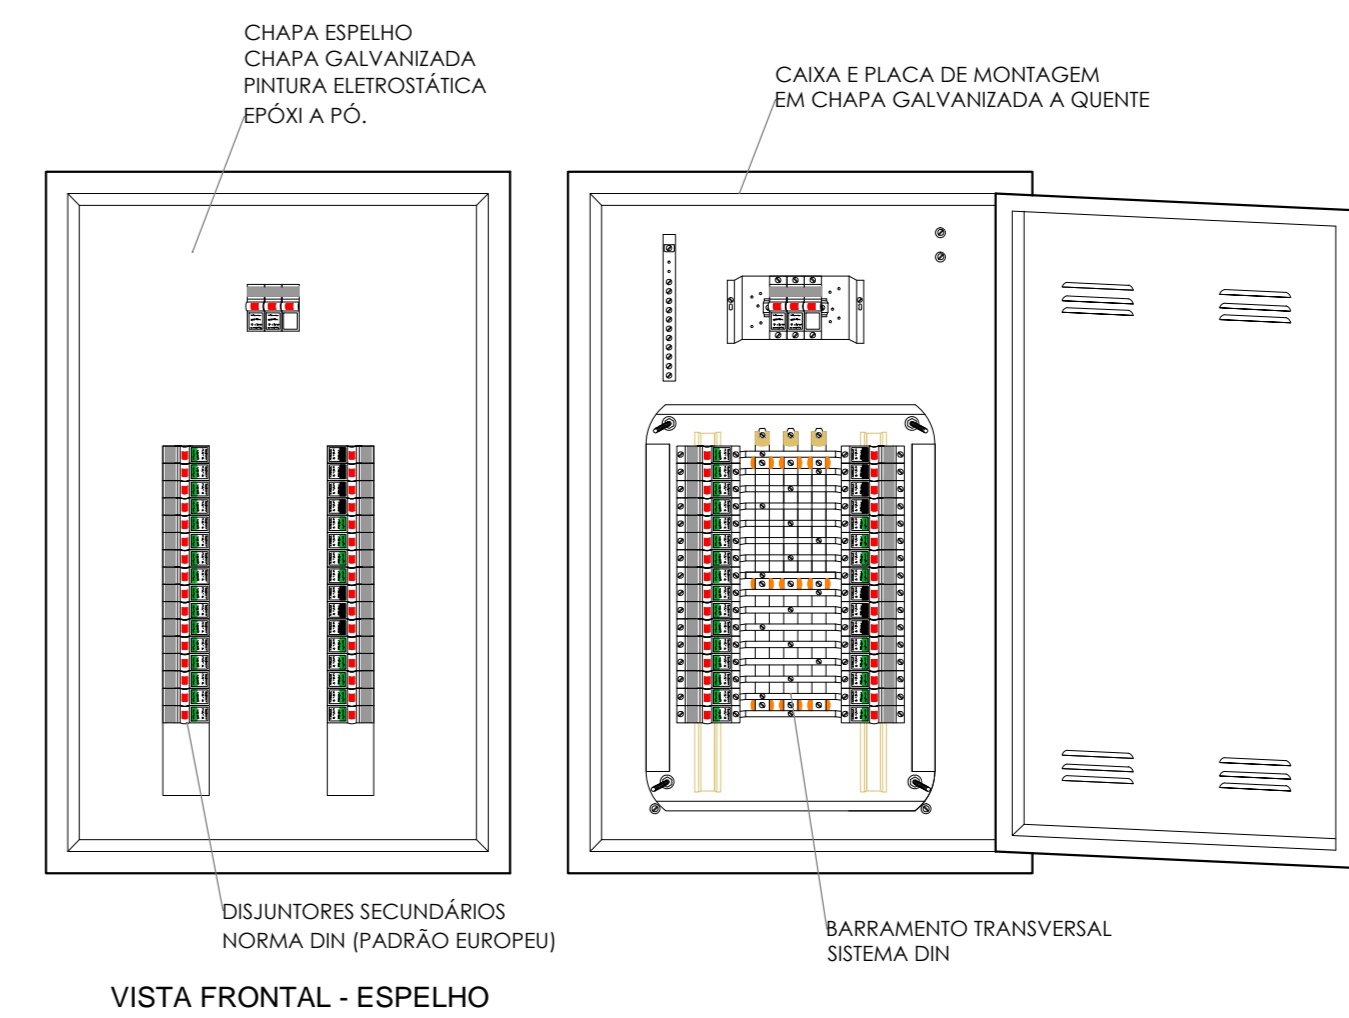 CHAPA ESPELHO
CHAPA GALVANIZADA
PINTURA ELETROSTÁTICA
EPÓXI A PÓ.
CAIXA E PLACA DE MONTAGEM
EM CHAPA GALVANIZADA A QUENTE
DISJUNTORES SECUNDÁRIOS
NORMA DIN (PADRÃO EUROPEU)
BARRAMENTO TRANSVERSAL
SISTEMA DIN
VISTA FRONTAL - ESPELHO